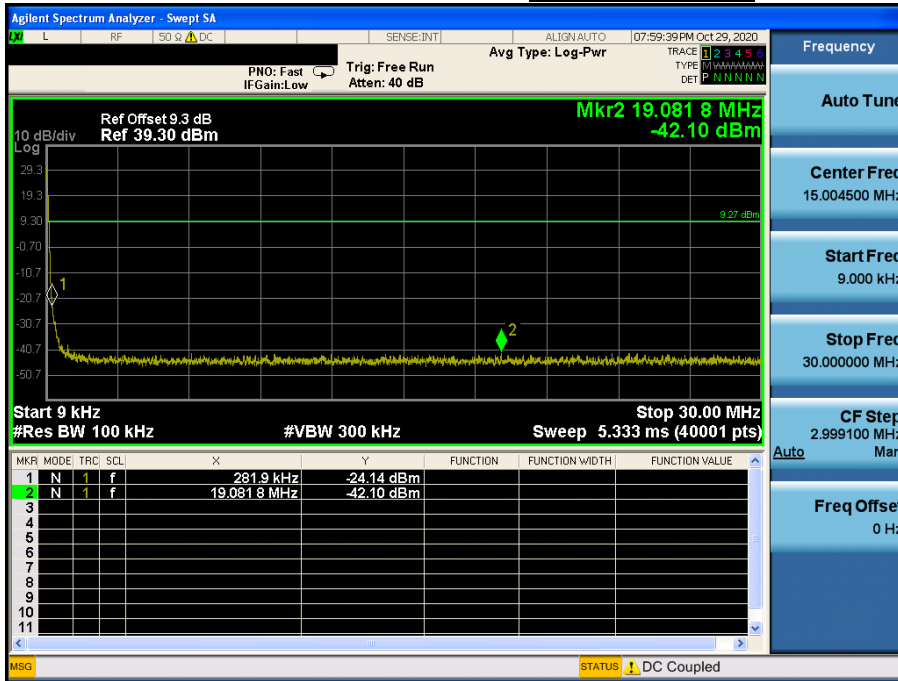 Agilent Spectrum Analyzer - Swept SA
LXI L RF 50 Ω DC SENSE:INT ALIGN AUTO 07:59:39 PM Oct 29, 2020
Frequency
Avg Type: Log-Pwr
TRACE 1 2 3 4 5 6
TYPE M WWWWW
DET P N N N N N
PNO: Fast
IFGain:Low
Trig: Free Run
Atten: 40 dB
Auto Tune
Mkr2 19.081 8 MHz
-42.10 dBm
Ref Offset 9.3 dB
10 dB/div Ref 39.30 dBm
Log
29.3
19.3
9.30
-0.70
-10.7
-20.7
-30.7
-40.7
-50.7
9.27 dBm
1
2
Center Freq
15.004500 MHz
Start Freq
9.000 kHz
Stop Freq
30.000000 MHz
Start 9 kHz Stop 30.00 MHz
#Res BW 100 kHz #VBW 300 kHz Sweep 5.333 ms (40001 pts)
CF Step
2.999100 MHz
Auto Man
MKR MODE TRC SCL X Y FUNCTION FUNCTION WIDTH FUNCTION VALUE
1 N 1 f 281.9 kHz -24.14 dBm
2 N 1 f 19.081 8 MHz -42.10 dBm
3
4
5
6
7
8
9
10
11
Freq Offset
0 Hz
MSG STATUS DC Coupled